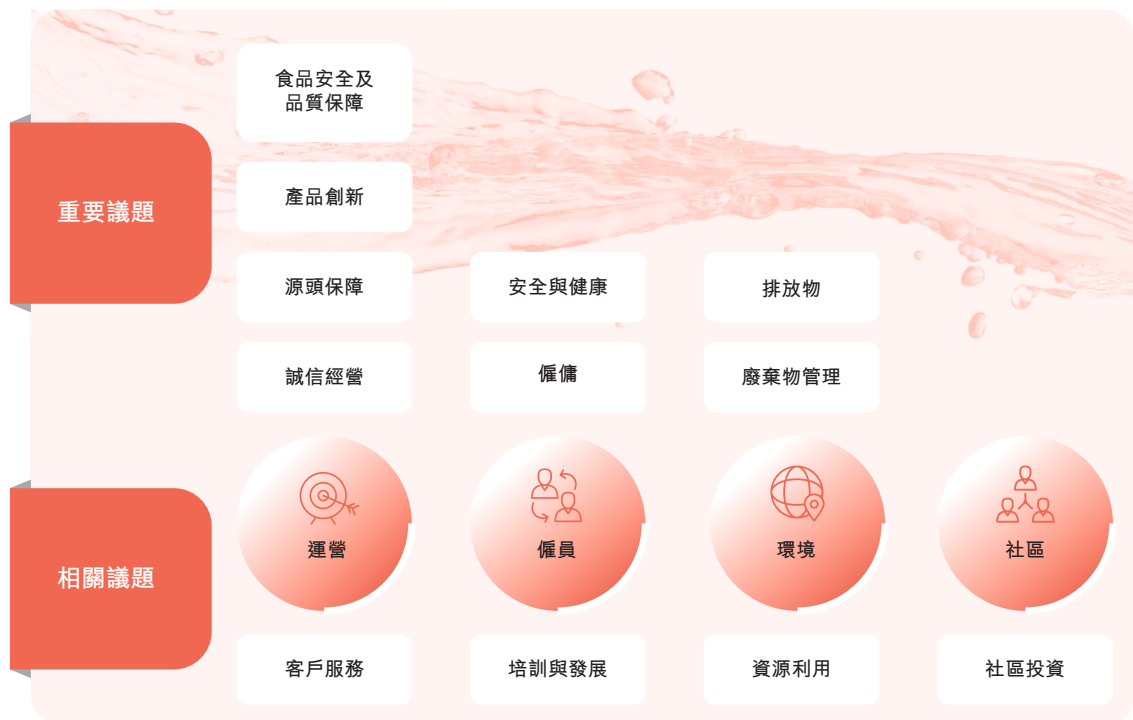 食品安全及
品質保障
重要議題
產品創新
源頭保障
安全與健康
排放物
誠信經營
僱傭
廢棄物管理
相關議題
運營
僱員
環境
社區
客戶服務
培訓與發展
資源利用
社區投資